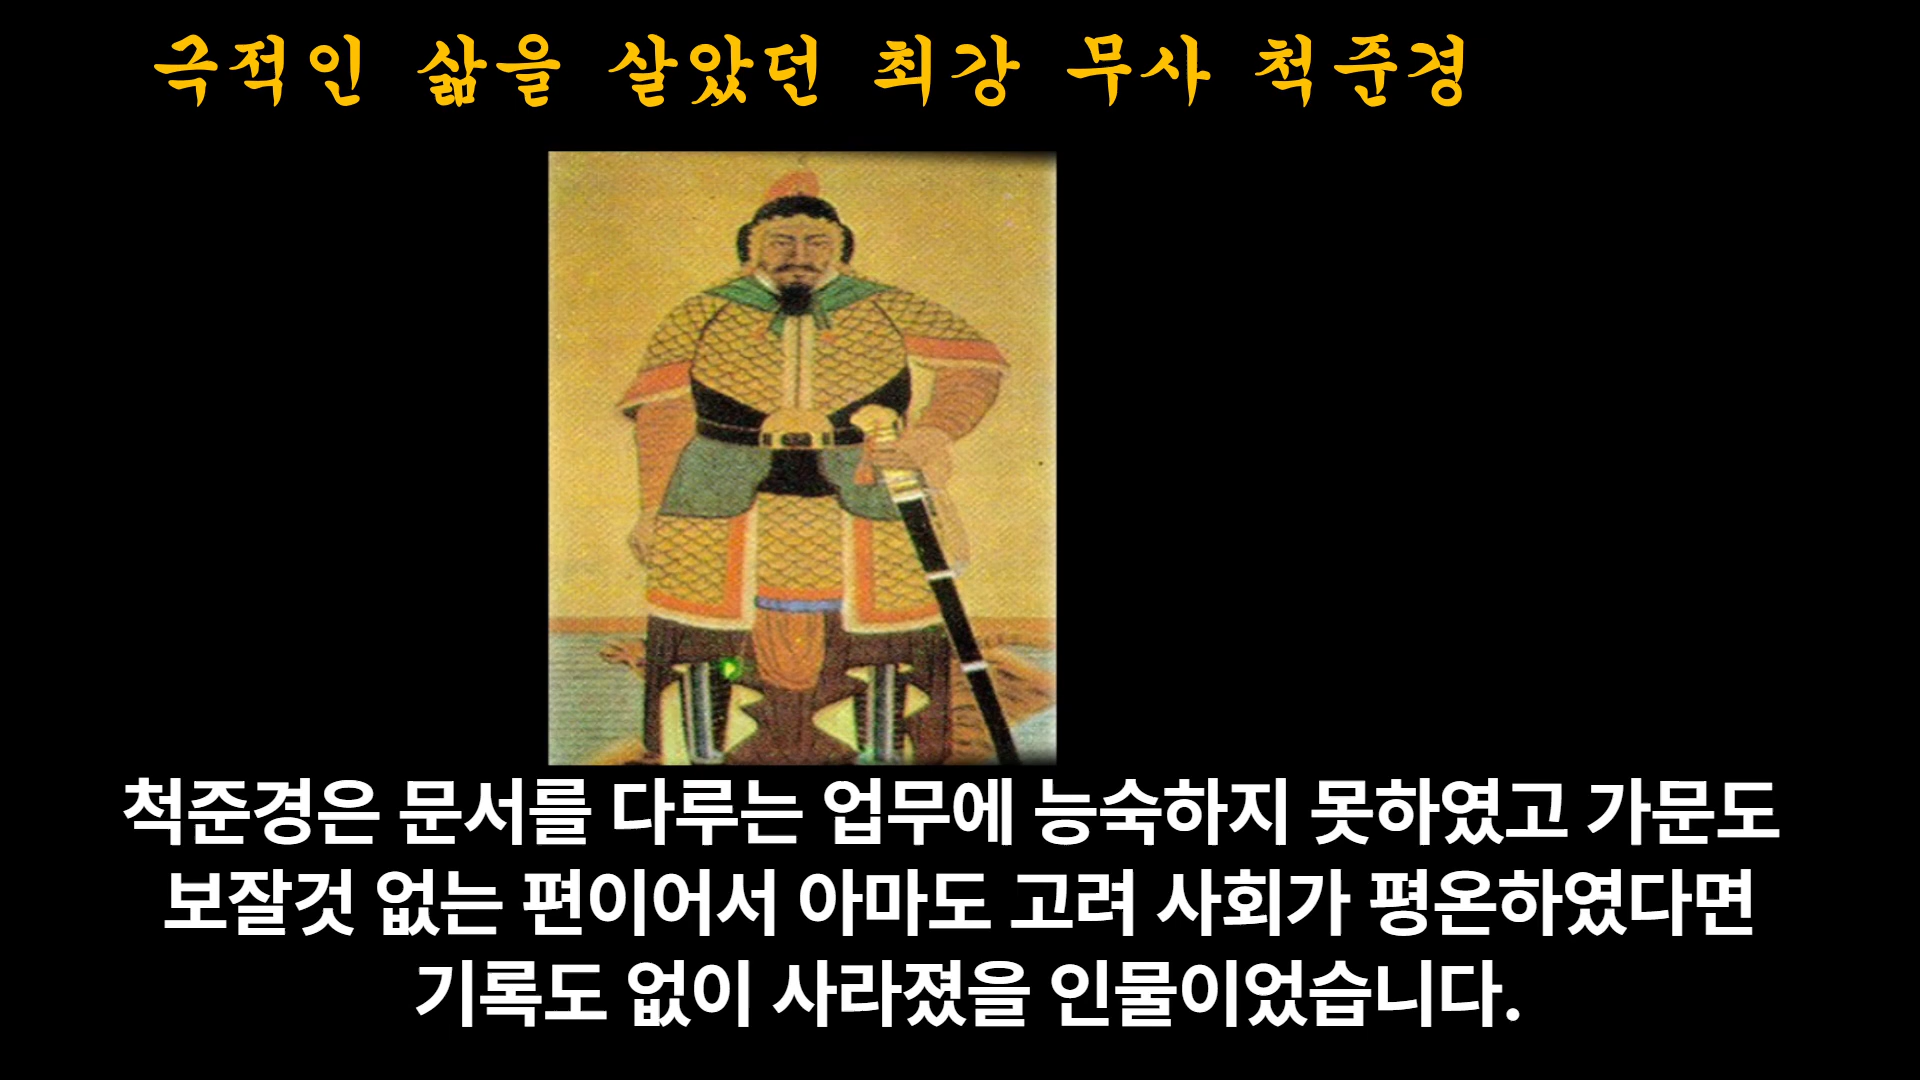 극적인 삶을 살았던 최강 무사 척준경
척준경은 문서를 다루는 업무에 능숙하지 못하였고 가문도
보잘것 없는 편이어서 아마도 고려 사회가 평온하였다면
기록도 없이 사라졌을 인물이었습니다.